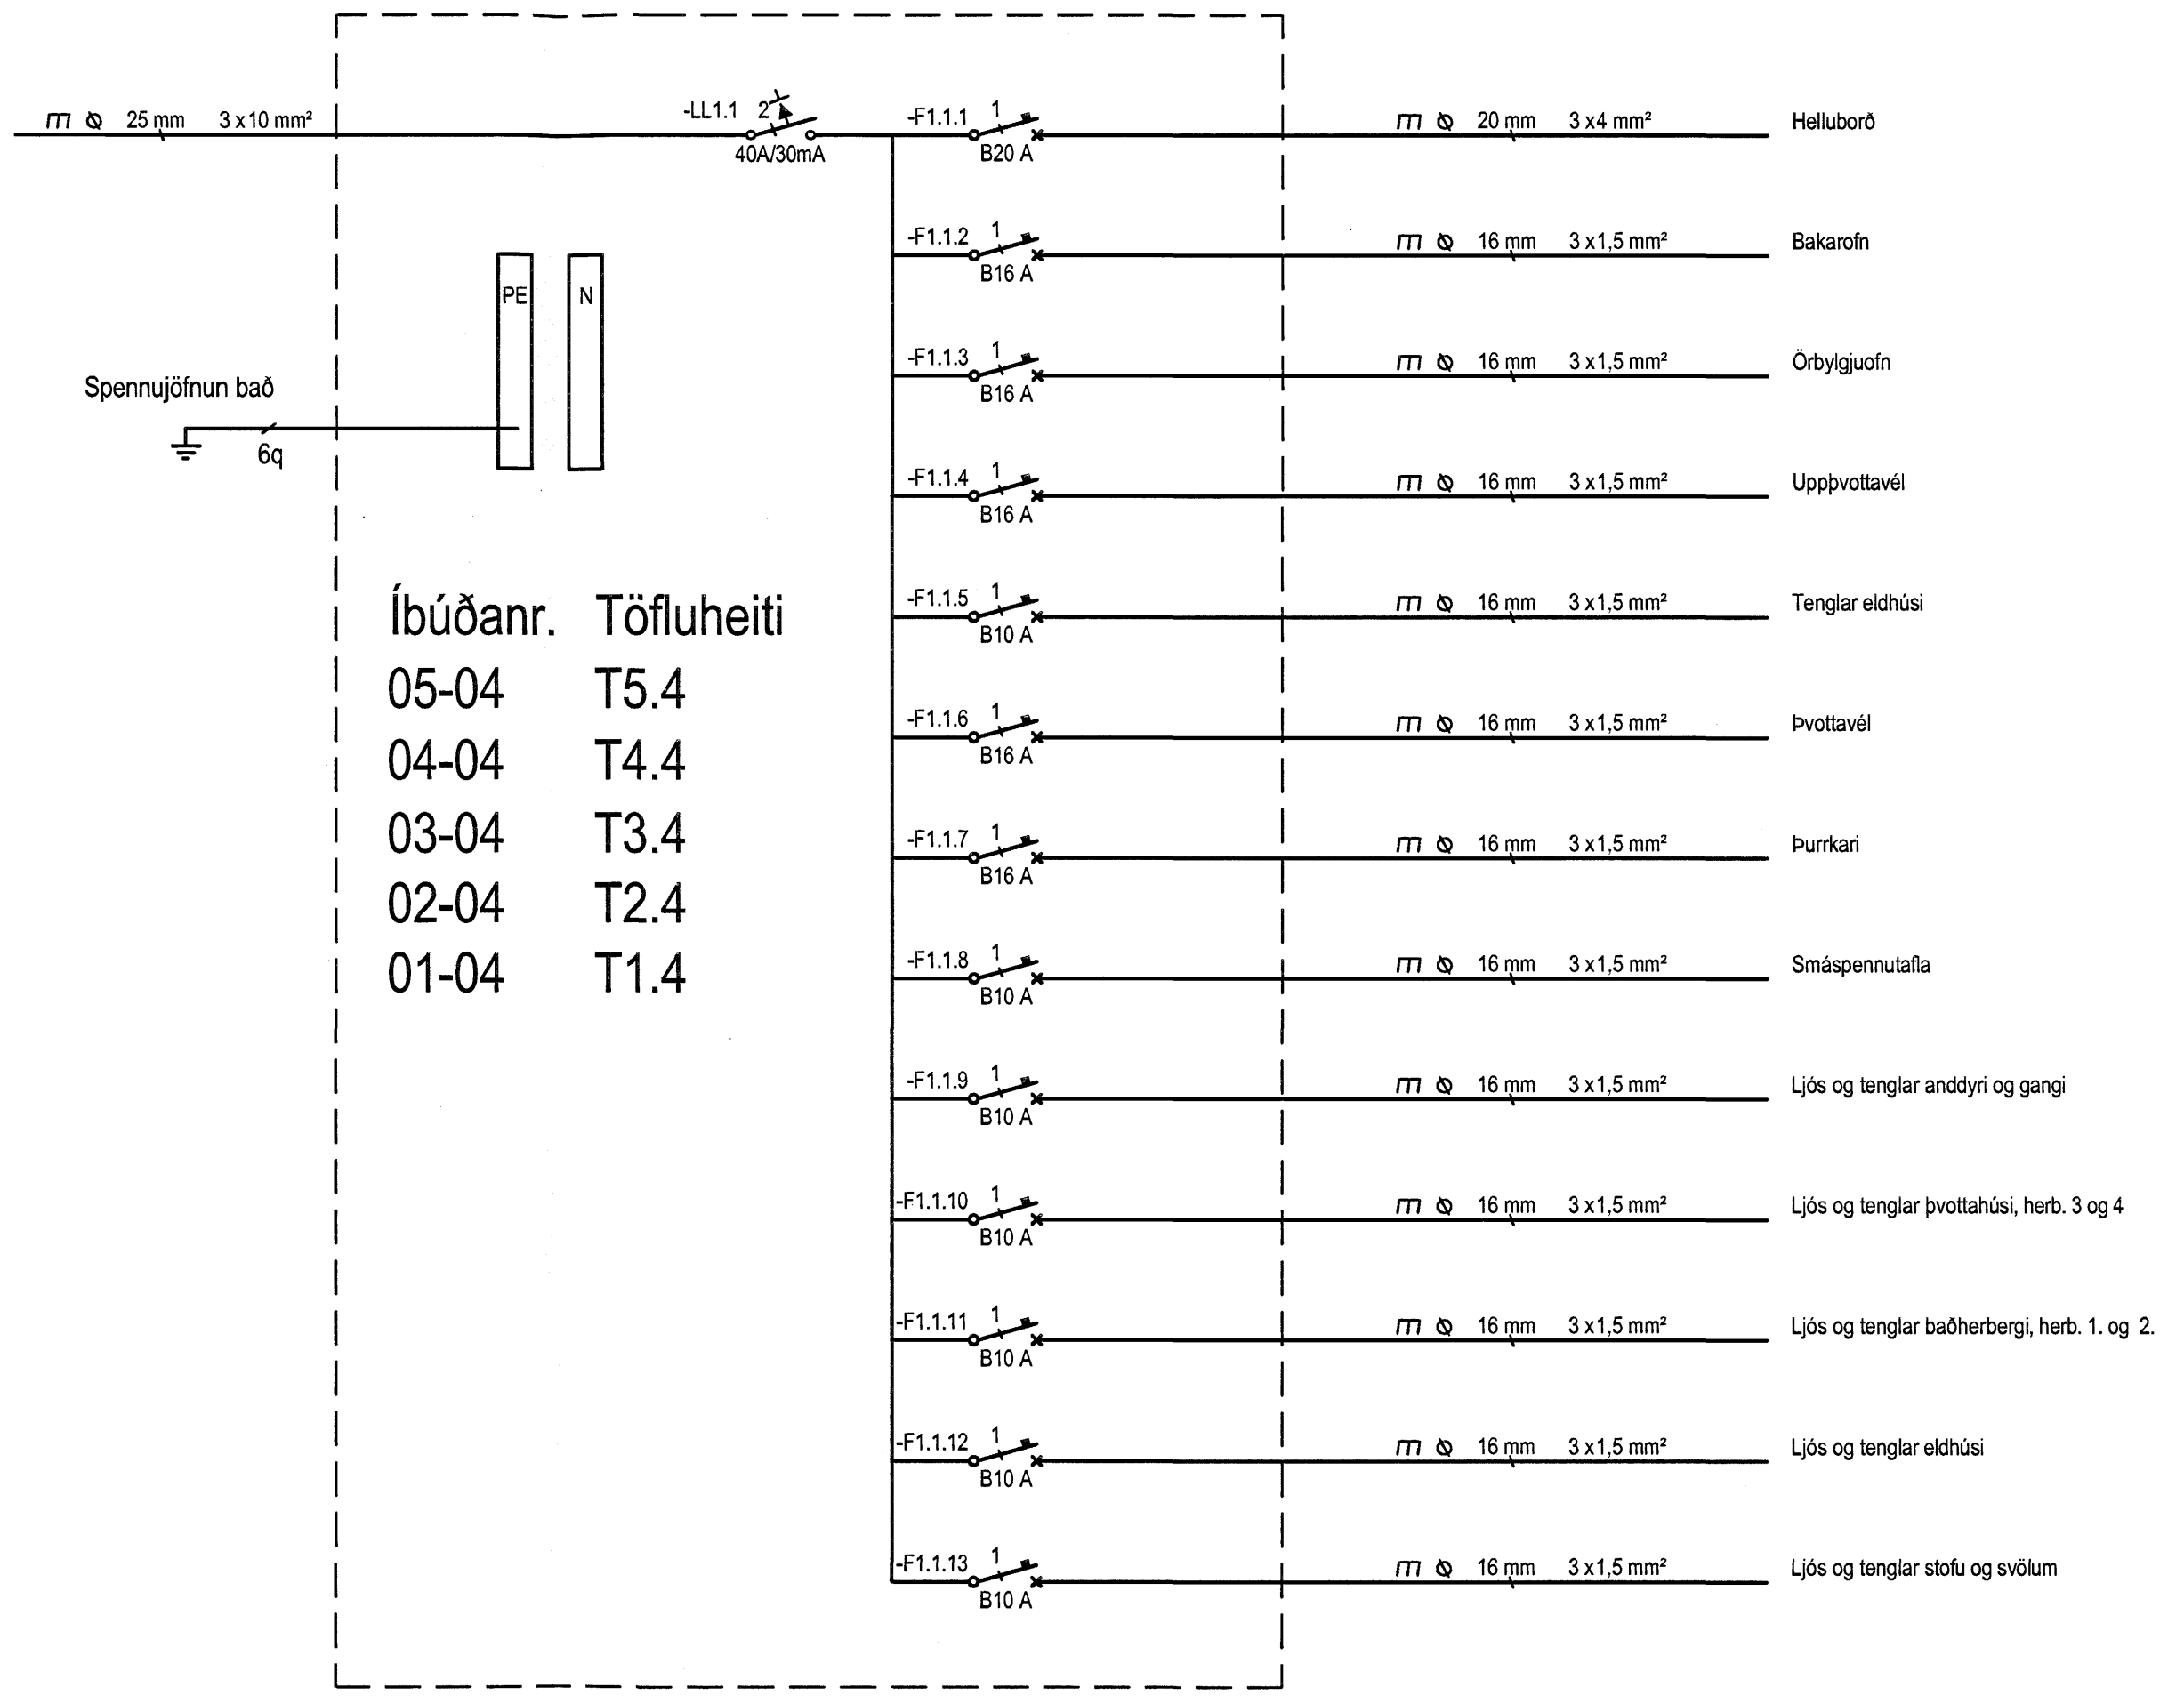 25 mm 3 x 10 mm²
-LL1.1 2
40A/30mA
PE N
Spennujöfnun bað
6q
Íbúðanr. Töfluheiti
05-04 T5.4
04-04 T4.4
03-04 T3.4
02-04 T2.4
01-04 T1.4
-F1.1.1 1 20 mm 3 x4 mm² Helluborð
B20 A
-F1.1.2 1 16 mm 3 x1,5 mm² Bakarofn
B16 A
-F1.1.3 1 16 mm 3 x1,5 mm² Örbylgjuofn
B16 A
-F1.1.4 1 16 mm 3 x1,5 mm² Uppþvottavél
B16 A
-F1.1.5 1 16 mm 3 x1,5 mm² Tenglar eldhúsi
B10 A
-F1.1.6 1 16 mm 3 x1,5 mm² Þvottavél
B16 A
-F1.1.7 1 16 mm 3 x1,5 mm² Þurrkari
B16 A
-F1.1.8 1 16 mm 3 x1,5 mm² Smáspennutafla
B10 A
-F1.1.9 1 16 mm 3 x1,5 mm² Ljós og tenglar anddyri og gangi
B10 A
-F1.1.10 1 16 mm 3 x1,5 mm² Ljós og tenglar þvottahúsi, herb. 3 og 4
B10 A
-F1.1.11 1 16 mm 3 x1,5 mm² Ljós og tenglar baðherbergi, herb. 1. og 2.
B10 A
-F1.1.12 1 16 mm 3 x1,5 mm² Ljós og tenglar eldhúsi
B10 A
-F1.1.13 1 16 mm 3 x1,5 mm² Ljós og tenglar stofu og svölum
B10 A